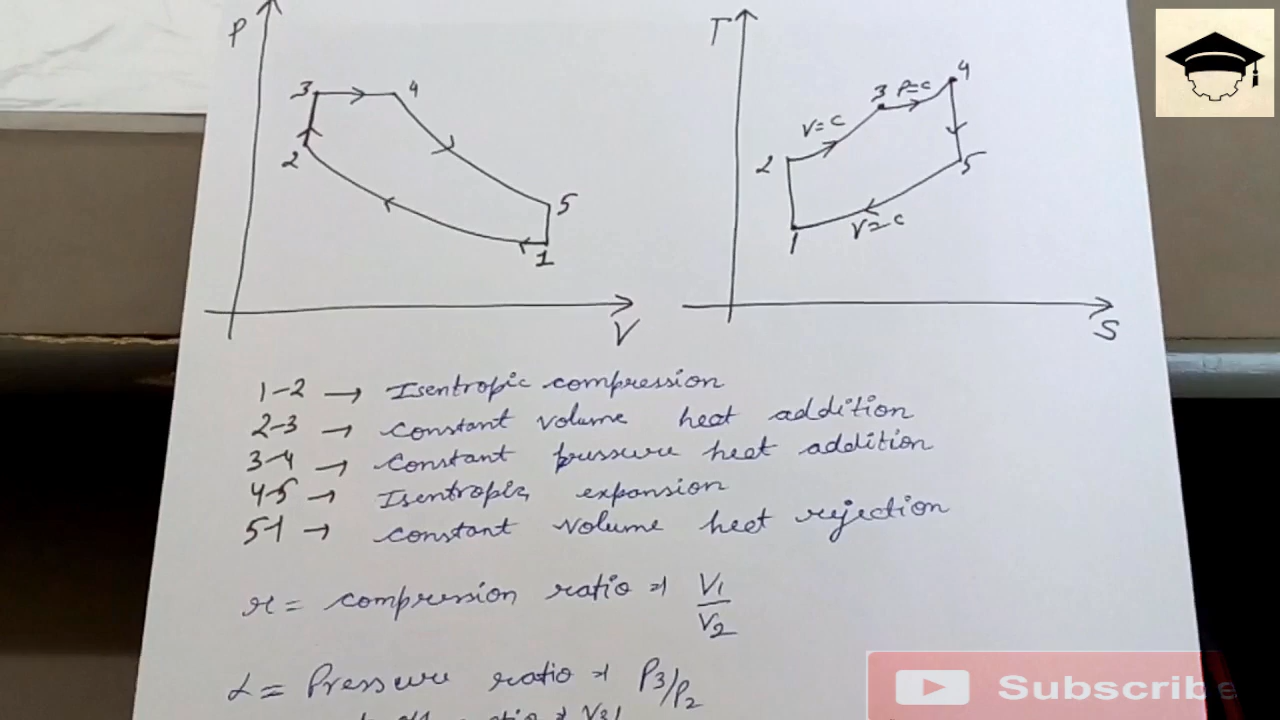 P
3
4
2
5
1
V
T
4
3
P=C
V=C
2
5
1
V=C
S
1-2 → Isentropic compression
2-3 → constant volume heat addition
3-4 → constant pressure heat addition
4-5 → Isentropic expansion
5-1 → constant volume heat rejection
r = compression ratio ⇒ V1/V2
α = Pressure ratio ⇒ P3/P2
ratio
Subscribe